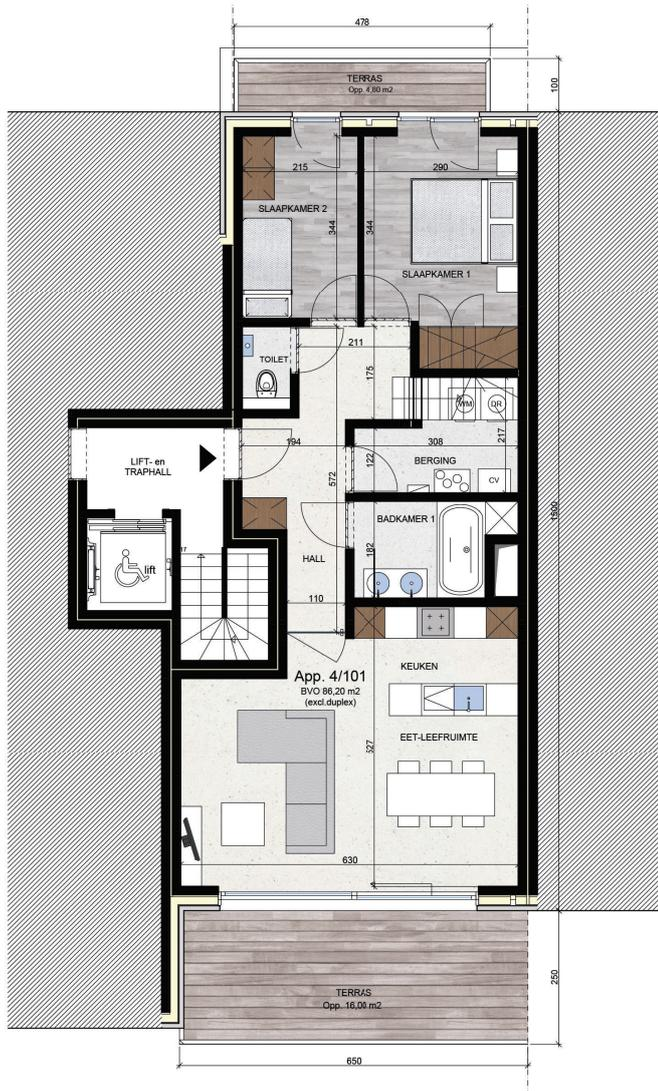 478
TERRAS
Opp. 4,80 m2
100
215
290
SLAAPKAMER 2
344
344
SLAAPKAMER 1
TOILET
211
175
WM
DR
217
194
308
122
572
BERGING
CV
LIFT- en
TRAPHALL
1500
BADKAMER 1
17
lift
HALL
182
110
KEUKEN
App. 4/101
BVO 86,20 m2
(excl.duplex)
EET-LEEFRUIMTE
527
630
TERRAS
Opp. 16,00 m2
250
650